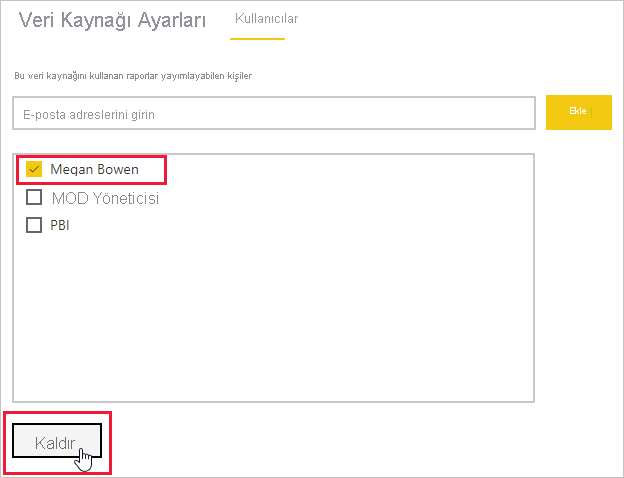 Veri Kaynağı Ayarları Kullanıcılar
Bu veri kaynağını kullanan raporlar yayımlayabilen kişiler
E-posta adreslerini girin Ekle
Megan Bowen
MOD Yöneticisi
PBI
Kaldır